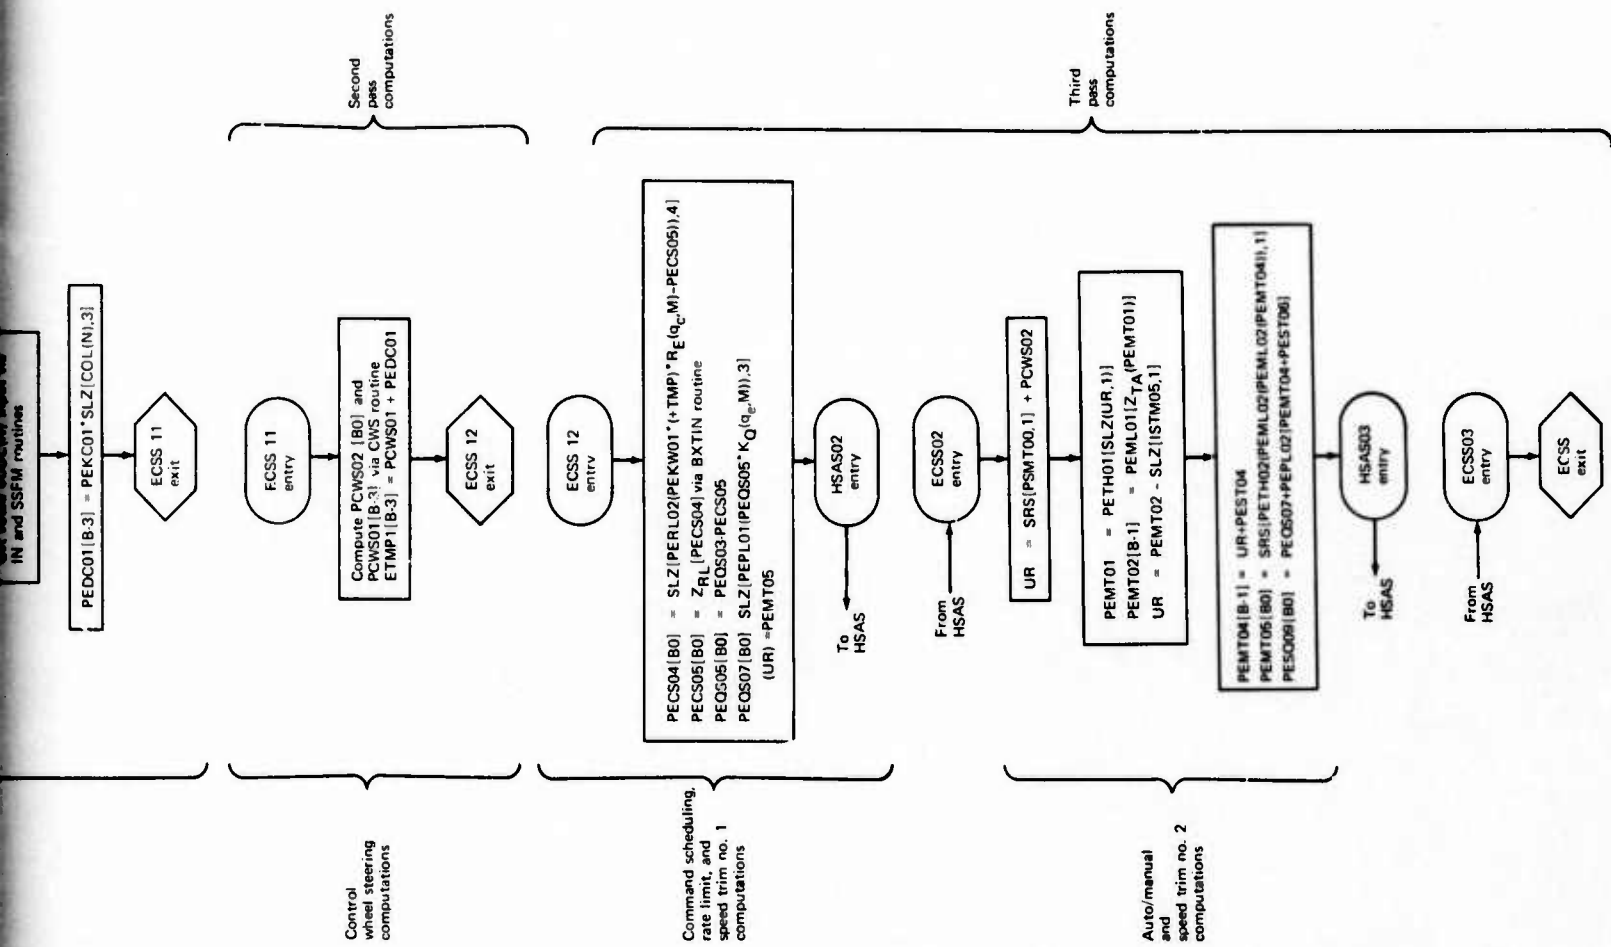 IN and SSFM routines
PEDC01[B-3] = PEKC01*SLZ[COL(N),3]
ECSS 11
exit
Second
pass
computations
ECSS 11
entry
Compute PCWS02 [B0] and
PCWS01[B-3] via CWS routine
ETMP1[B-3] = PCWS01 + PEDC01
ECSS 12
exit
Control
wheel steering
computations
Third
pass
computations
ECSS 12
entry
PECS04[B0] = SLZ[PERL02(PEKW01*(+TMP)*R_E(q_c,M)-PECS05)),4]
PECS05[B0] = Z_RL[PECS04] via BXTIN routine
PEQS05[B0] = PEQS03-PECS05
PEQS07[B0] SLZ[PEPL01(PEQS05*K_Q(q_c,M)),3]
(UR) =PEMT05
HSAS02
entry
To
HSAS
Command scheduling,
rate limit, and
speed trim no. 1
computations
From
HSAS
ECSS02
entry
UR = SRS[PSMT00,1] + PCWS02
PEMT01 = PETH01[SLZ(UR,1)]
PEMT02[B-1] = PEML01[Z_TA(PEMT01)]
UR = PEMT02 - SLZ[ISTM05,1]
PEMT04[B-1] = UR+PEST04
PEMT05[B0] = SRS[PETH02(PEML02(PEML02(PEMT04)),1]
PESQ09[B0] = PEQS07+PEPL02[PEMT04+PEST06]
HSAS03
entry
To
HSAS
Auto/manual
and
speed trim no. 2
computations
From
HSAS
ECSS03
entry
ECSS
exit